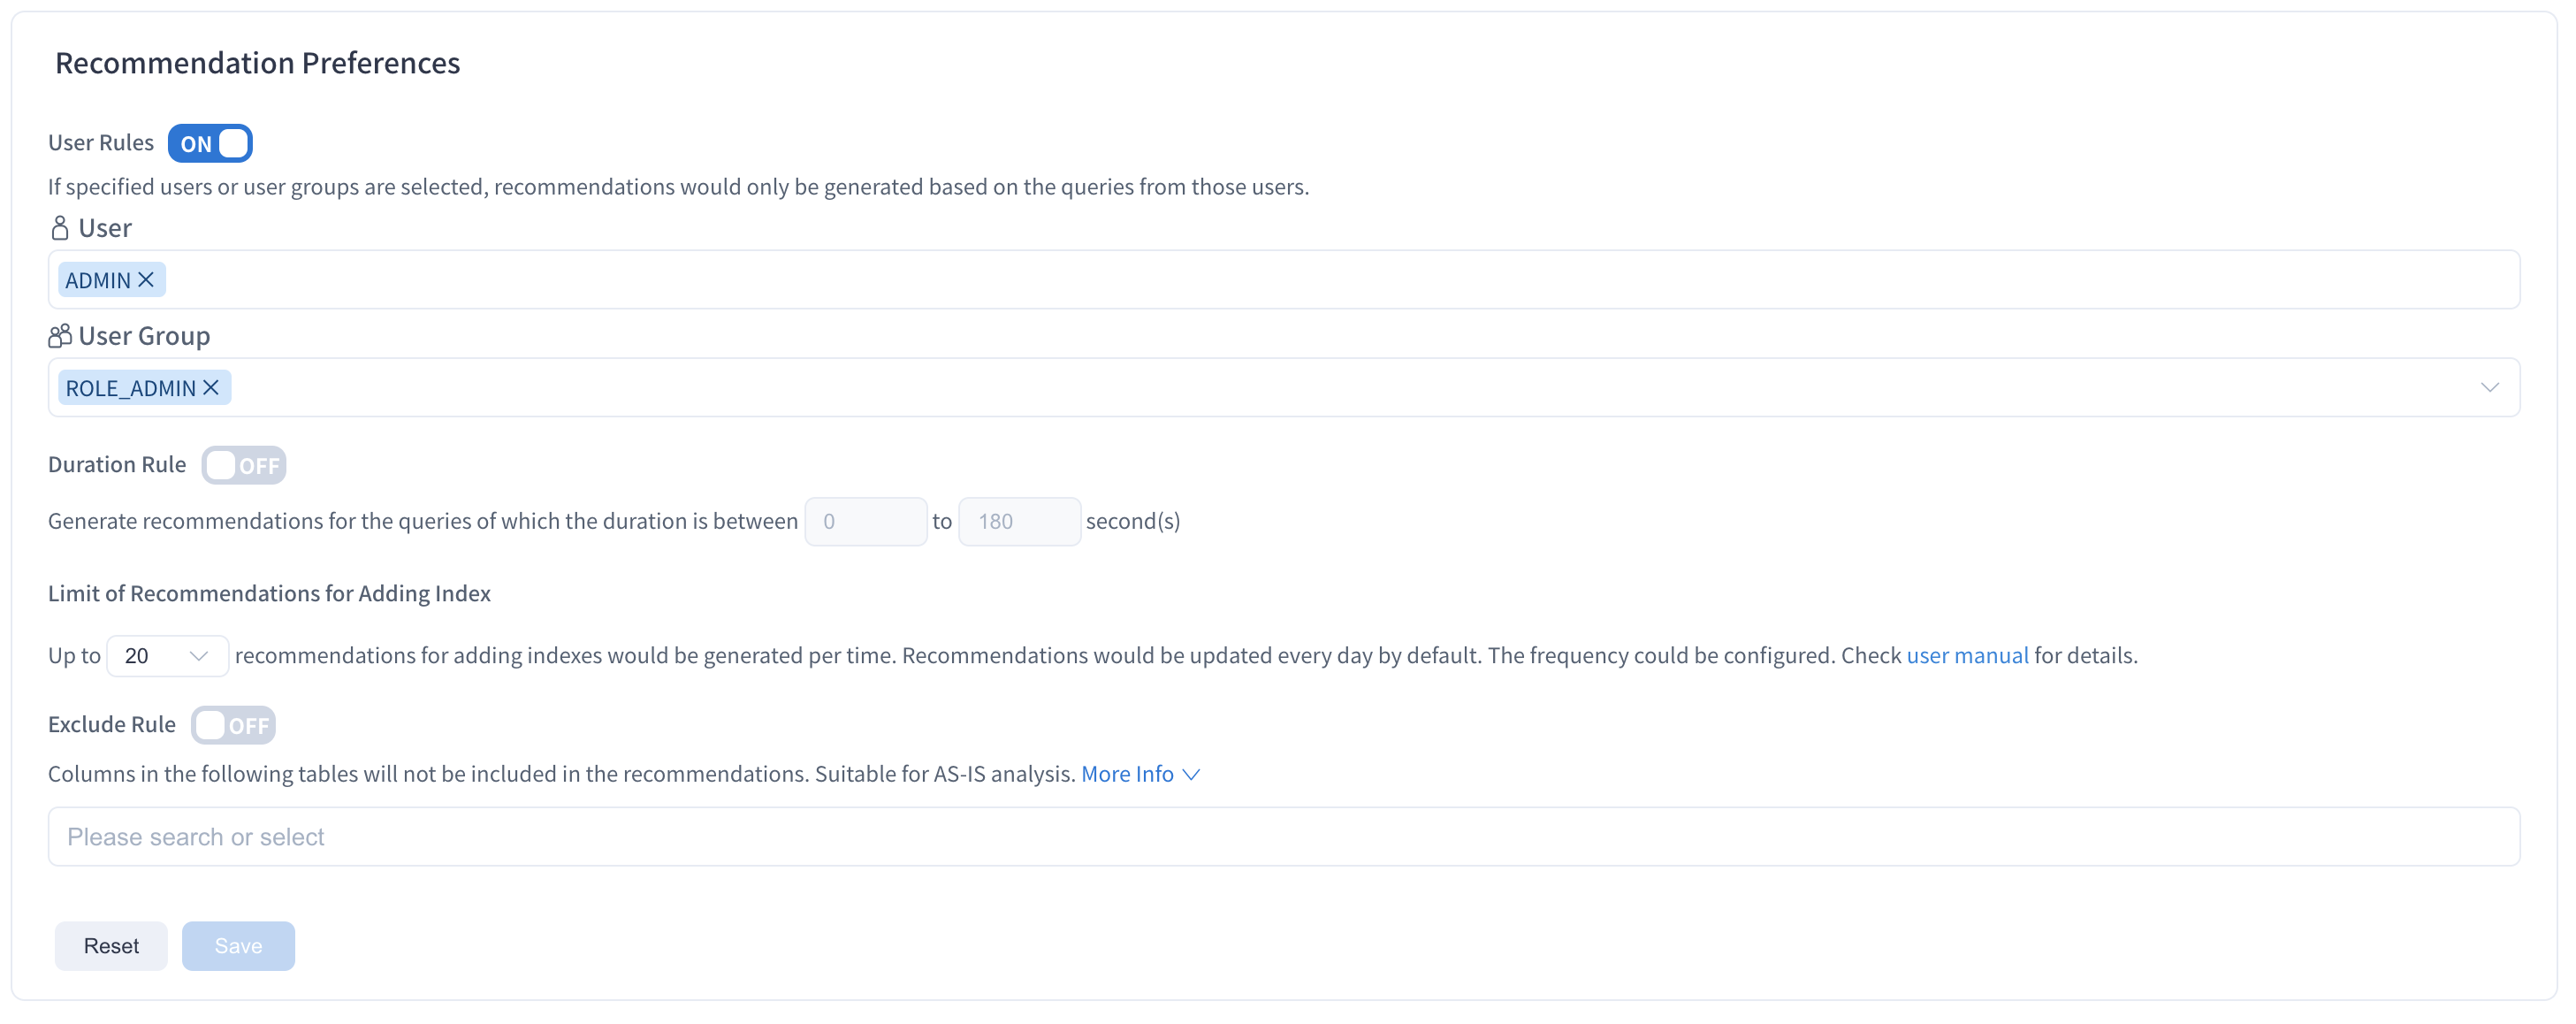 Recommendation Preferences
User Rules ON
If specified users or user groups are selected, recommendations would only be generated based on the queries from those users.
User
ADMIN
User Group
ROLE_ADMIN
Duration Rule OFF
Generate recommendations for the queries of which the duration is between 0 to 180 second(s)
Limit of Recommendations for Adding Index
Up to 20 recommendations for adding indexes would be generated per time. Recommendations would be updated every day by default. The frequency could be configured. Check user manual for details.
Exclude Rule OFF
Columns in the following tables will not be included in the recommendations. Suitable for AS-IS analysis. More Info
Please search or select
Reset Save